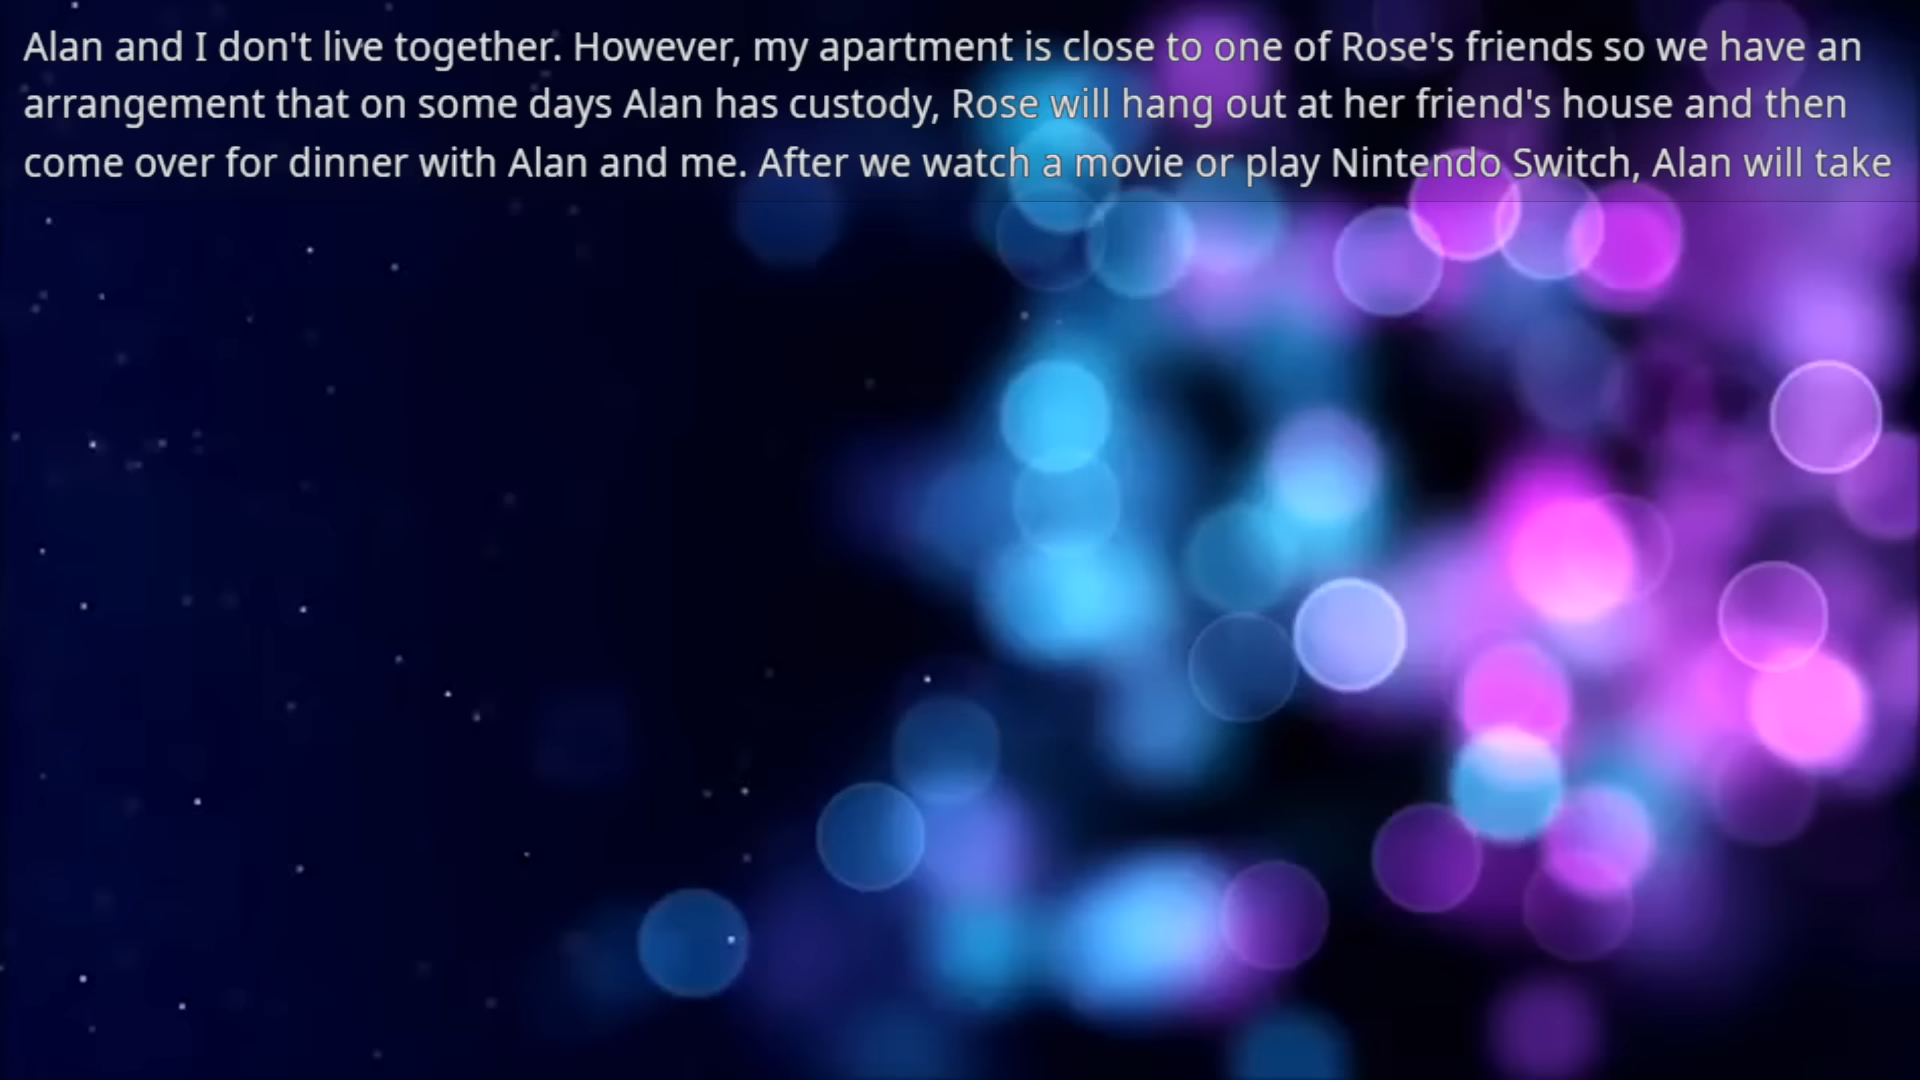 Alan and I don't live together. However, my apartment is close to one of Rose's friends so we have an
arrangement that on some days Alan has custody, Rose will hang out at her friend's house and then
come over for dinner with Alan and me. After we watch a movie or play Nintendo Switch, Alan will take